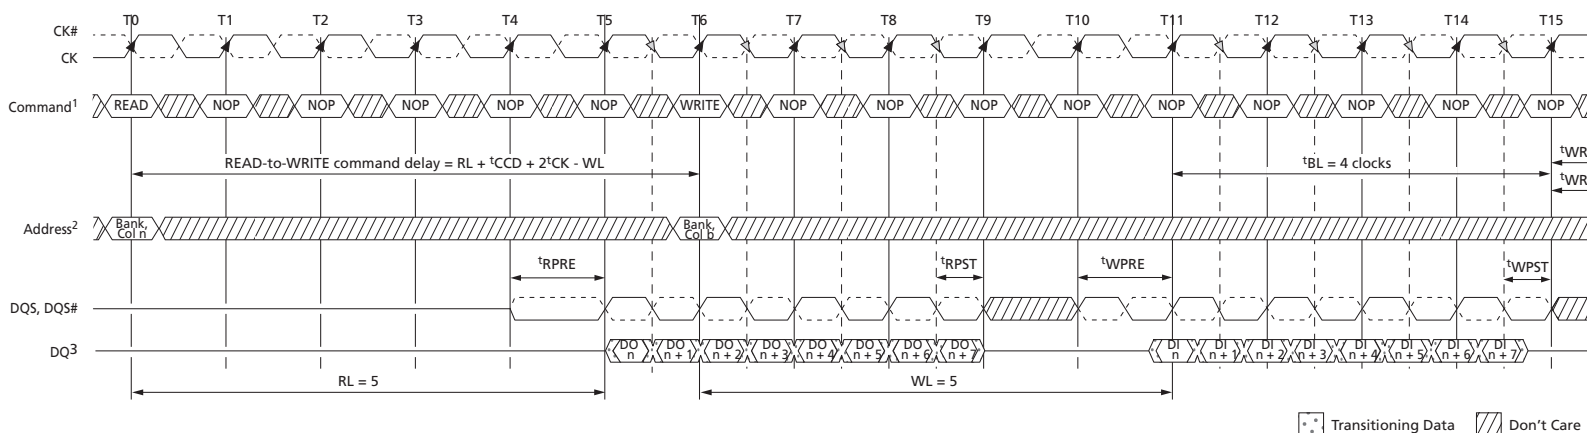 T0 T1 T2 T3 T4 T5 T6 T7 T8 T9 T10 T11 T12 T13 T14 T15
CK#
CK
Command1 READ NOP NOP NOP NOP NOP WRITE NOP NOP NOP NOP NOP NOP NOP NOP NOP
READ-to-WRITE command delay = RL + tCCD + 2tCK - WL
tBL = 4 clocks
tWR
tWR
Address2 Bank, Col n Bank, Col b
tRPRE tRPST tWPRE tWPST
DQS, DQS#
DQ3 DO n DO n + 1 DO n + 2 DO n + 3 DO n + 4 DO n + 5 DO n + 6 DO n + 7 DI n DI n + 1 DI n + 2 DI n + 3 DI n + 4 DI n + 5 DI n + 6 DI n + 7
RL = 5 WL = 5
Transitioning Data Don't Care